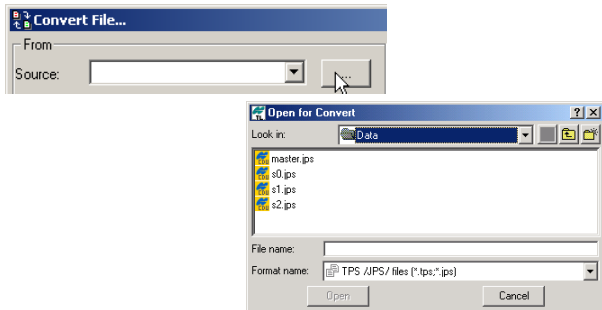 Convert File...
From
Source:
...
Open for Convert
Look in: Data
master.jps
s0.jps
s1.jps
s2.jps
File name:
Format name: TPS /JPS/ files (*.tps;*.jps)
Open Cancel